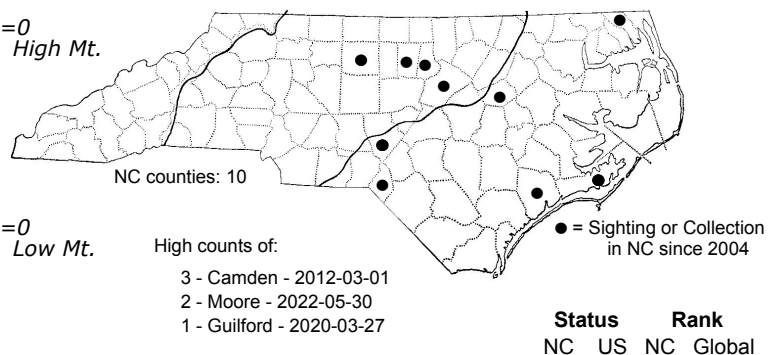 =0
High Mt.
NC counties: 10
=0
Low Mt.
High counts of:
3 - Camden - 2012-03-01
2 - Moore - 2022-05-30
1 - Guilford - 2020-03-27
● = Sighting or Collection
in NC since 2004
Status Rank
NC US NC Global